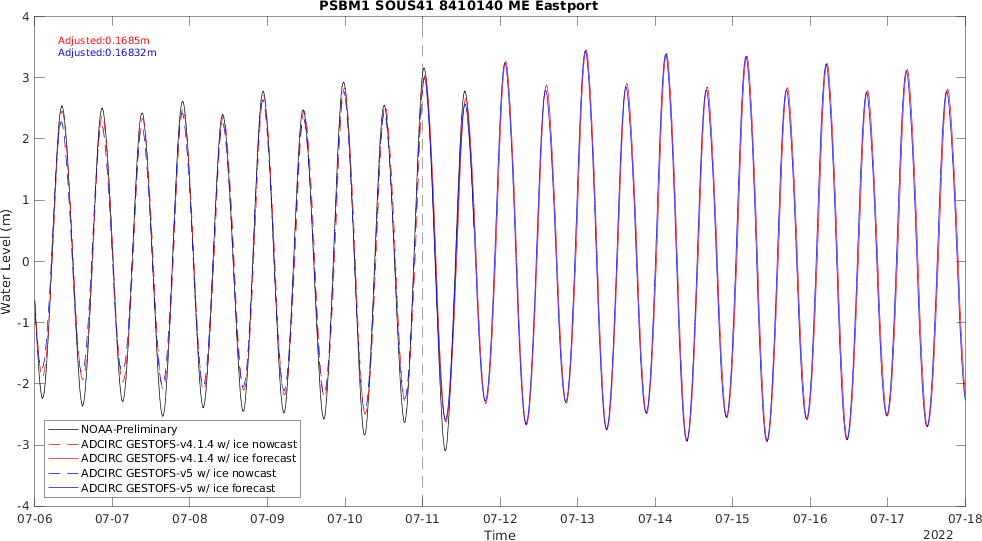 PSBM1 SOUS41 8410140 ME Eastport
Adjusted:0.1685m
Adjusted:0.16832m
4
3
2
1
0
-1
-2
-3
-4
Water Level (m)
NOAA-Preliminary
ADCIRC GESTOFS-v4.1.4 w/ ice nowcast
ADCIRC GESTOFS-v4.1.4 w/ ice forecast
ADCIRC GESTOFS-v5 w/ ice nowcast
ADCIRC GESTOFS-v5 w/ ice forecast
07-06 07-07 07-08 07-09 07-10 07-11 07-12 07-13 07-14 07-15 07-16 07-17 07-18
Time
2022